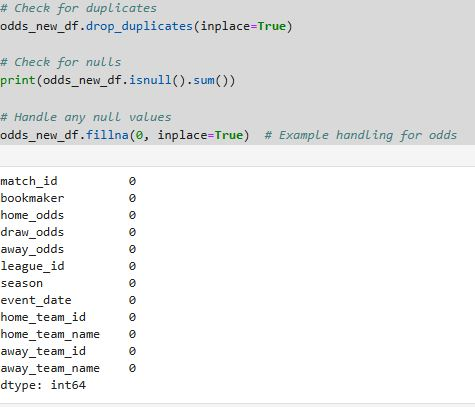 # Check for duplicates
odds_new_df.drop_duplicates(inplace=True)
# Check for nulls
print(odds_new_df.isnull().sum())
# Handle any null values
odds_new_df.fillna(0, inplace=True)  # Example handling for odds
match_id          0
bookmaker         0
home_odds         0
draw_odds         0
away_odds         0
league_id         0
season            0
event_date        0
home_team_id      0
home_team_name    0
away_team_id      0
away_team_name    0
dtype: int64